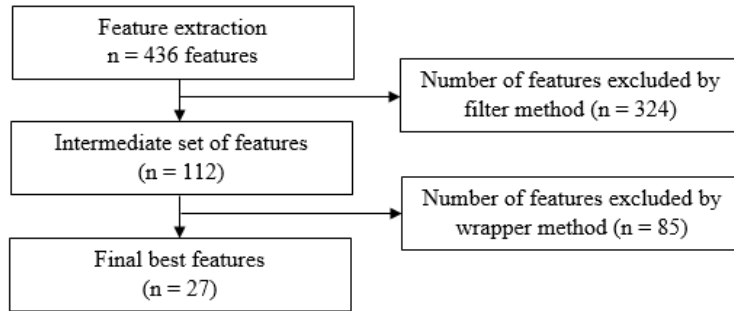 Feature extraction
n = 436 features
Number of features excluded by
filter method (n = 324)
Intermediate set of features
(n = 112)
Number of features excluded by
wrapper method (n = 85)
Final best features
(n = 27)